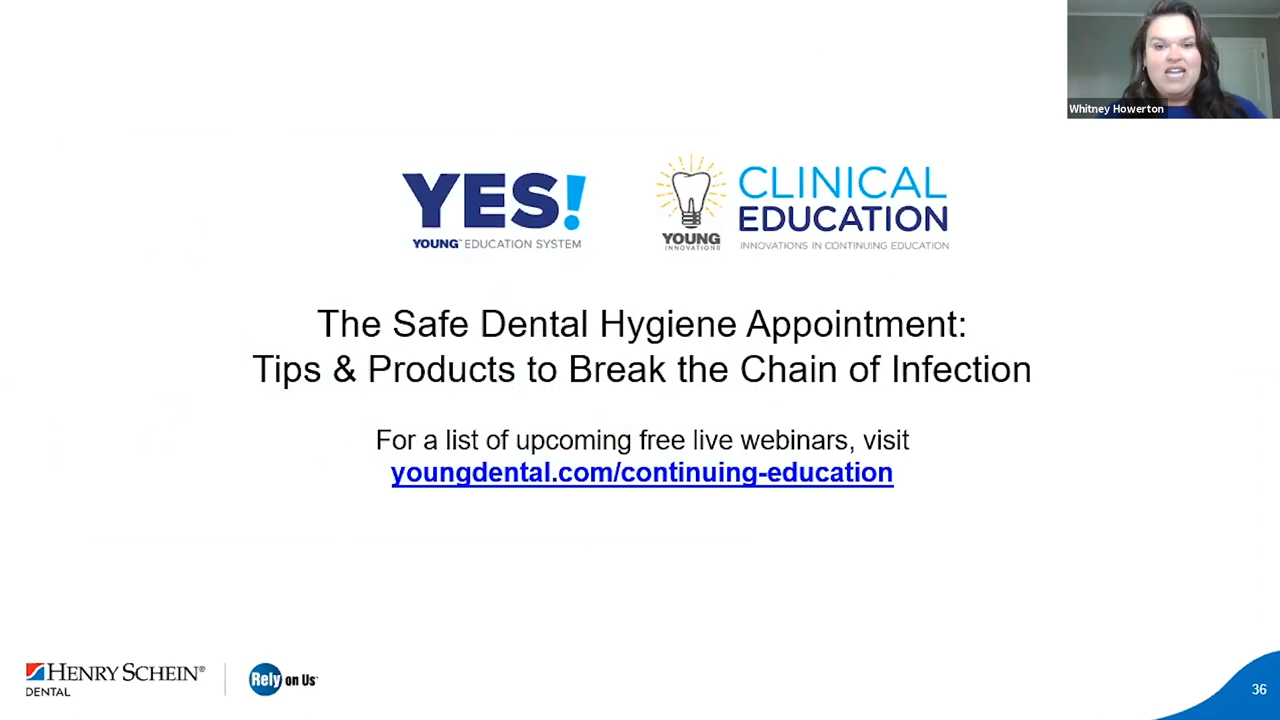 Whitney Howerton
YES!
YOUNG™ EDUCATION SYSTEM
YOUNG
INNOVATIONS
CLINICAL
EDUCATION
INNOVATIONS IN CONTINUING EDUCATION
The Safe Dental Hygiene Appointment:
Tips & Products to Break the Chain of Infection
For a list of upcoming free live webinars, visit
youngdental.com/continuing-education
HENRY SCHEIN®
DENTAL
Rely on Us™
36